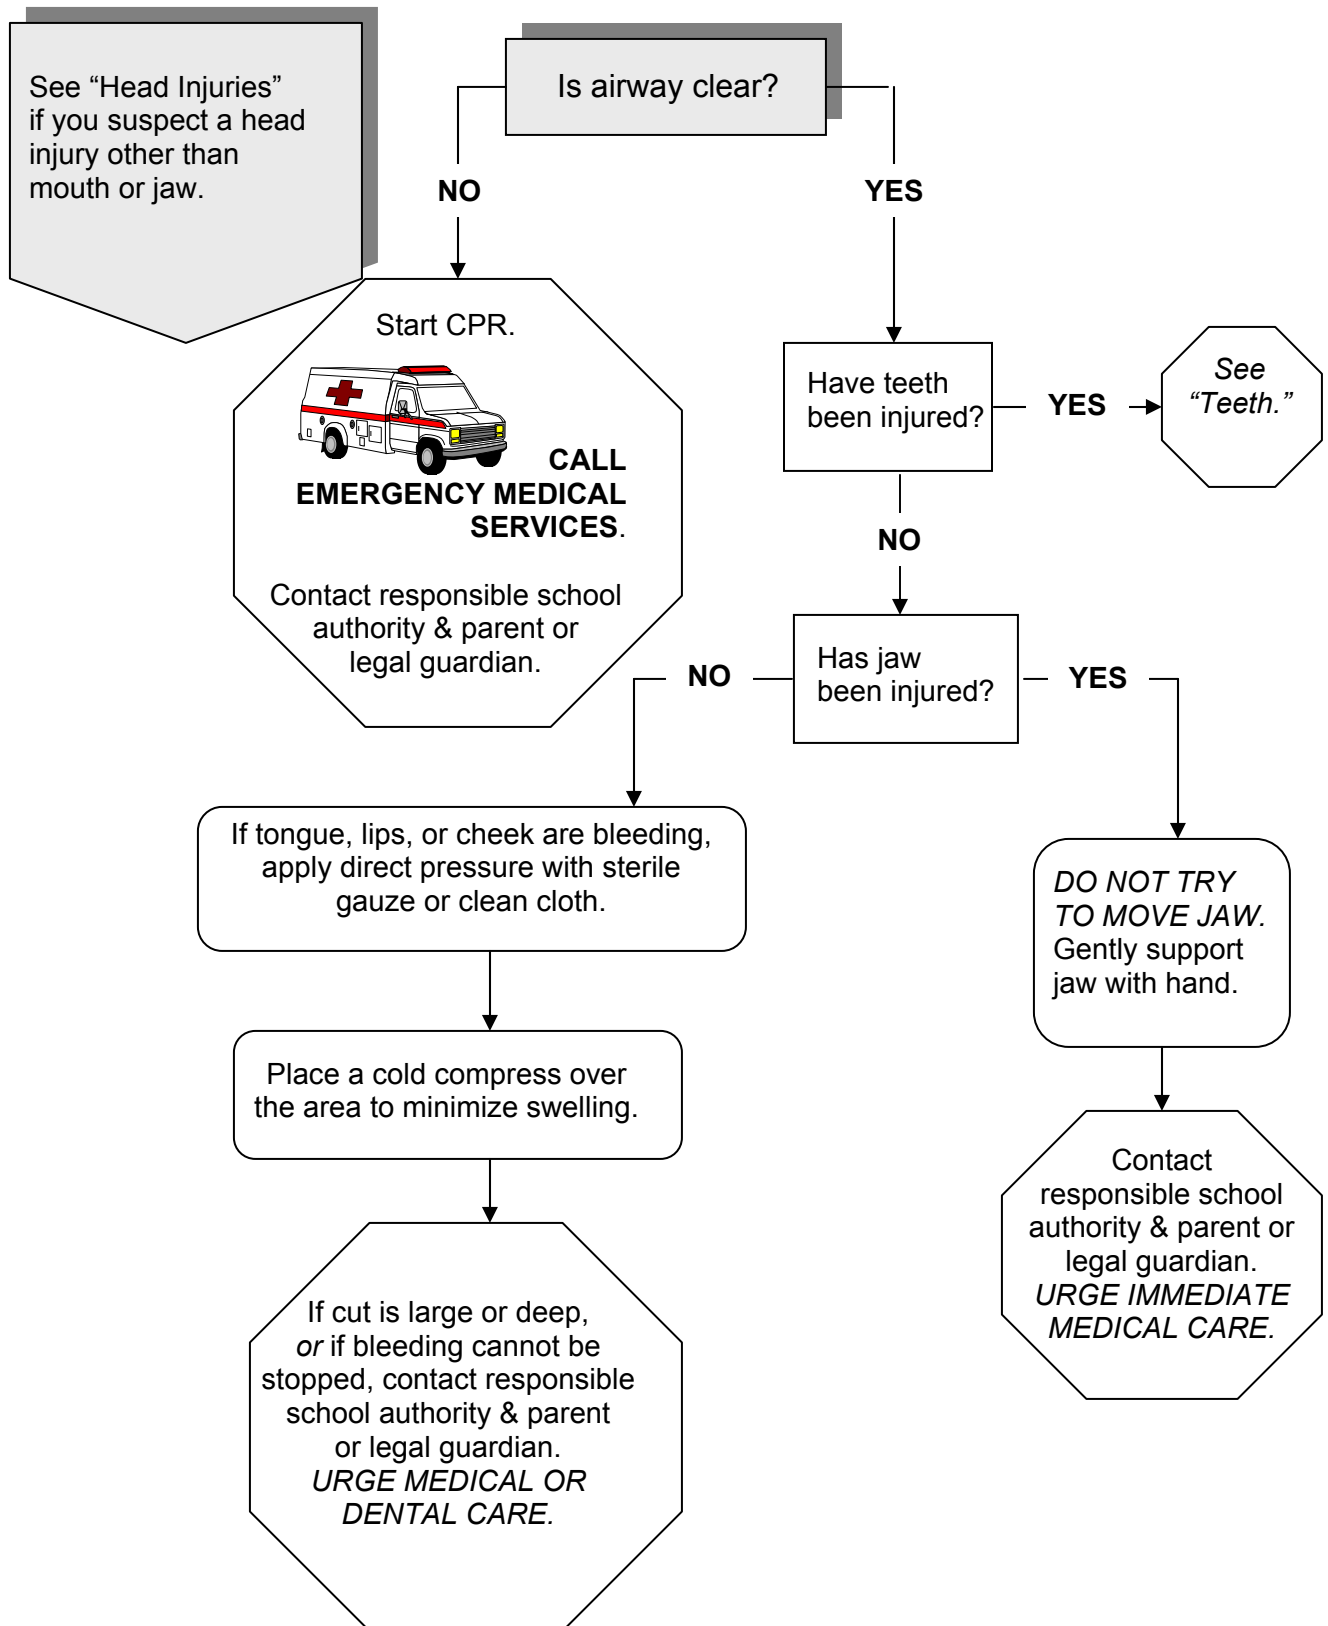 See “Head Injuries”
if you suspect a head
injury other than
mouth or jaw.
Is airway clear?
NO
YES
Start CPR.
CALL
EMERGENCY MEDICAL
SERVICES.
Contact responsible school
authority & parent or
legal guardian.
Have teeth
been injured?
YES
See
“Teeth.”
NO
Has jaw
been injured?
NO
YES
If tongue, lips, or cheek are bleeding,
apply direct pressure with sterile
gauze or clean cloth.
DO NOT TRY
TO MOVE JAW.
Gently support
jaw with hand.
Place a cold compress over
the area to minimize swelling.
Contact
responsible school
authority & parent or
legal guardian.
URGE IMMEDIATE
MEDICAL CARE.
If cut is large or deep,
or if bleeding cannot be
stopped, contact responsible
school authority & parent
or legal guardian.
URGE MEDICAL OR
DENTAL CARE.